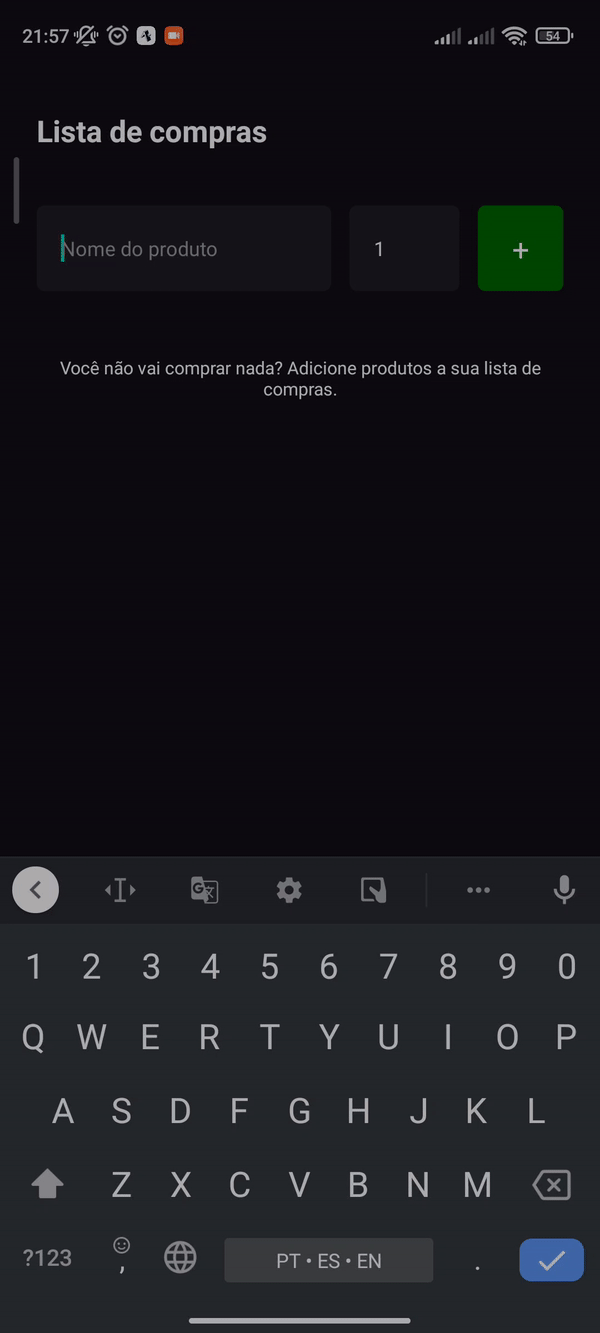 21:57 54
Lista de compras
Nome do produto 1 +
Você não vai comprar nada? Adicione produtos a sua lista de
compras.
1 2 3 4 5 6 7 8 9 0
Q W E R T Y U I O P
A S D F G H J K L
Z X C V B N M
?123 , PT • ES • EN .